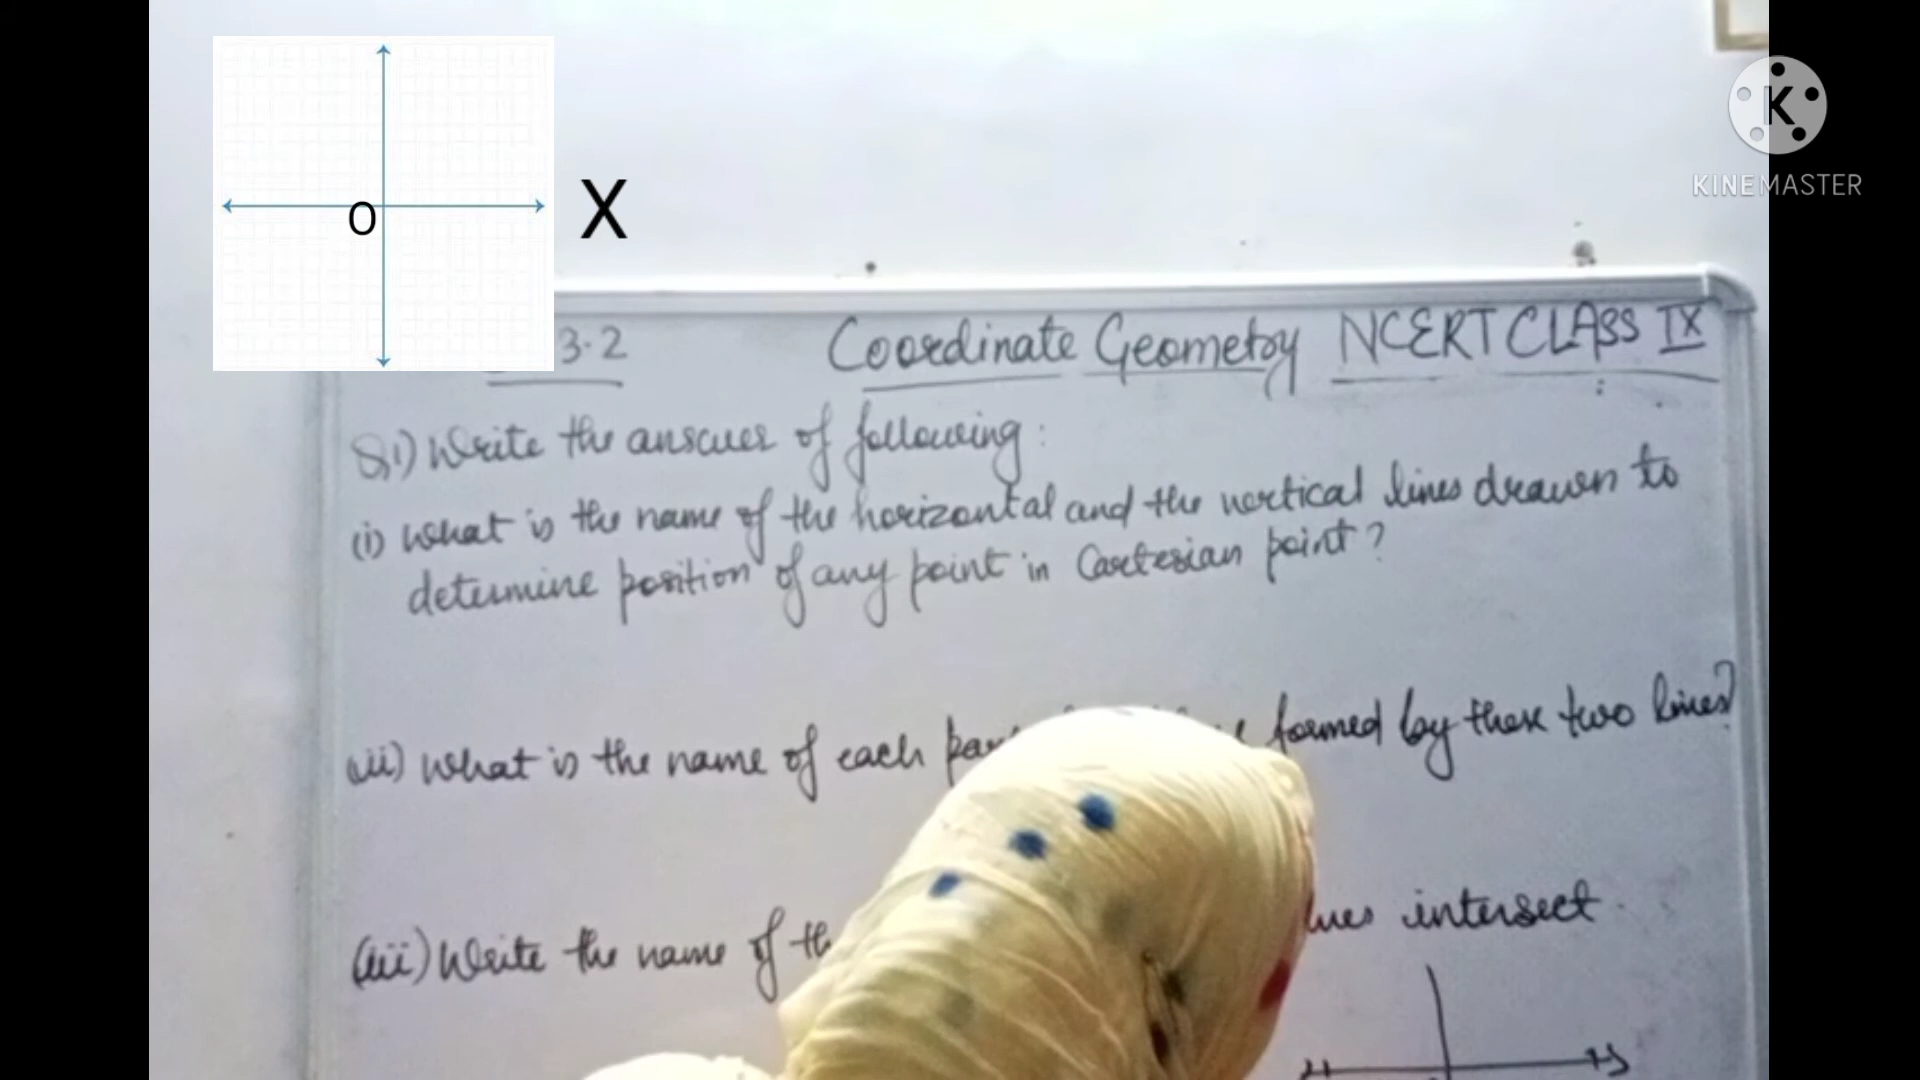 O
X
K
KINEMASTER
3.2
Coordinate Geometry NCERT CLASS IX
Q1) Write the answer of following:
(i) What is the name of the horizontal and the vertical lines drawn to
determine position of any point in Cartesian point?
(ii) What is the name of each formed by these two lines?
(iii) Write the name of intersect